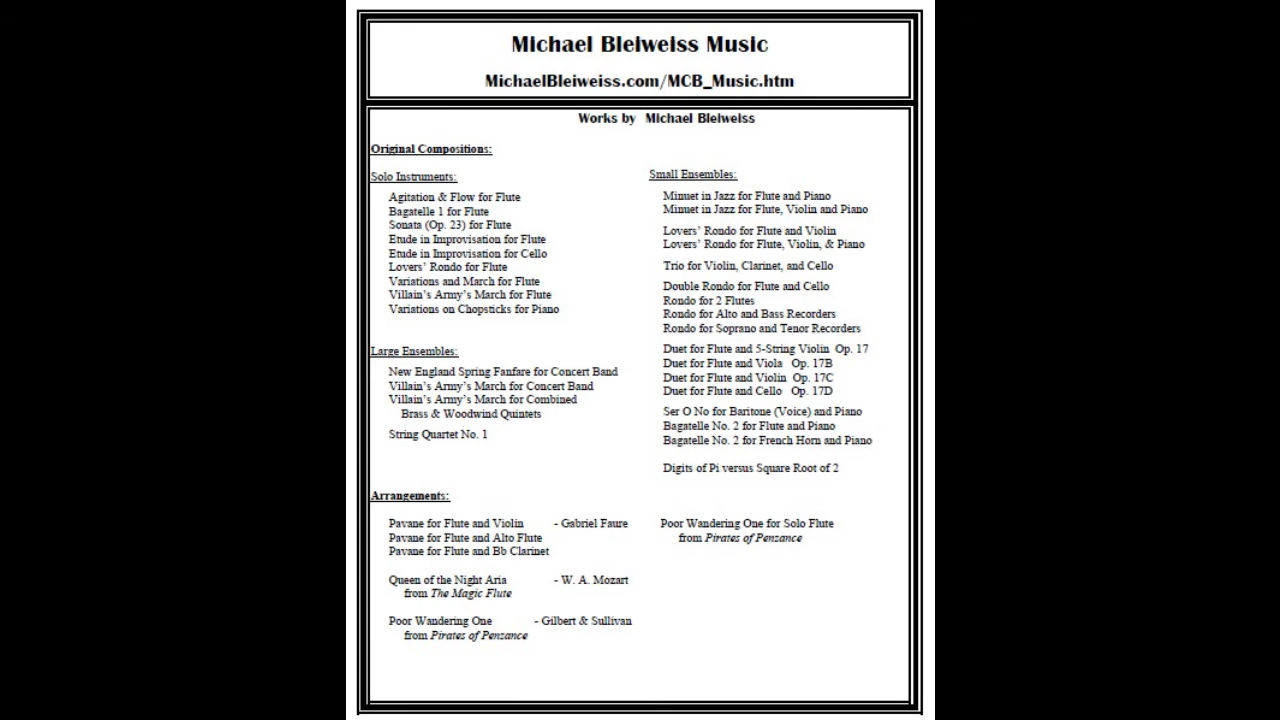 Michael Bleiweiss Music
MichaelBleiweiss.com/MCB_Music.htm
Works by Michael Bleiweiss
Original Compositions:
Solo Instruments:
Agitation & Flow for Flute
Bagatelle 1 for Flute
Sonata (Op. 23) for Flute
Etude in Improvisation for Flute
Etude in Improvisation for Cello
Lovers' Rondo for Flute
Variations and March for Flute
Villain's Army's March for Flute
Variations on Chopsticks for Piano
Large Ensembles:
New England Spring Fanfare for Concert Band
Villain's Army's March for Concert Band
Villain's Army's March for Combined
Brass & Woodwind Quintets
String Quartet No. 1
Small Ensembles:
Minuet in Jazz for Flute and Piano
Minuet in Jazz for Flute, Violin and Piano
Lovers' Rondo for Flute and Violin
Lovers' Rondo for Flute, Violin, & Piano
Trio for Violin, Clarinet, and Cello
Double Rondo for Flute and Cello
Rondo for 2 Flutes
Rondo for Alto and Bass Recorders
Rondo for Soprano and Tenor Recorders
Duet for Flute and 5-String Violin Op. 17
Duet for Flute and Viola Op. 17B
Duet for Flute and Violin Op. 17C
Duet for Flute and Cello Op. 17D
Ser O No for Baritone (Voice) and Piano
Bagatelle No. 2 for Flute and Piano
Bagatelle No. 2 for French Horn and Piano
Digits of Pi versus Square Root of 2
Arrangements:
Pavane for Flute and Violin - Gabriel Faure
Pavane for Flute and Alto Flute
Pavane for Flute and Bb Clarinet
Queen of the Night Aria - W. A. Mozart
from The Magic Flute
Poor Wandering One - Gilbert & Sullivan
from Pirates of Penzance
Poor Wandering One for Solo Flute
from Pirates of Penzance